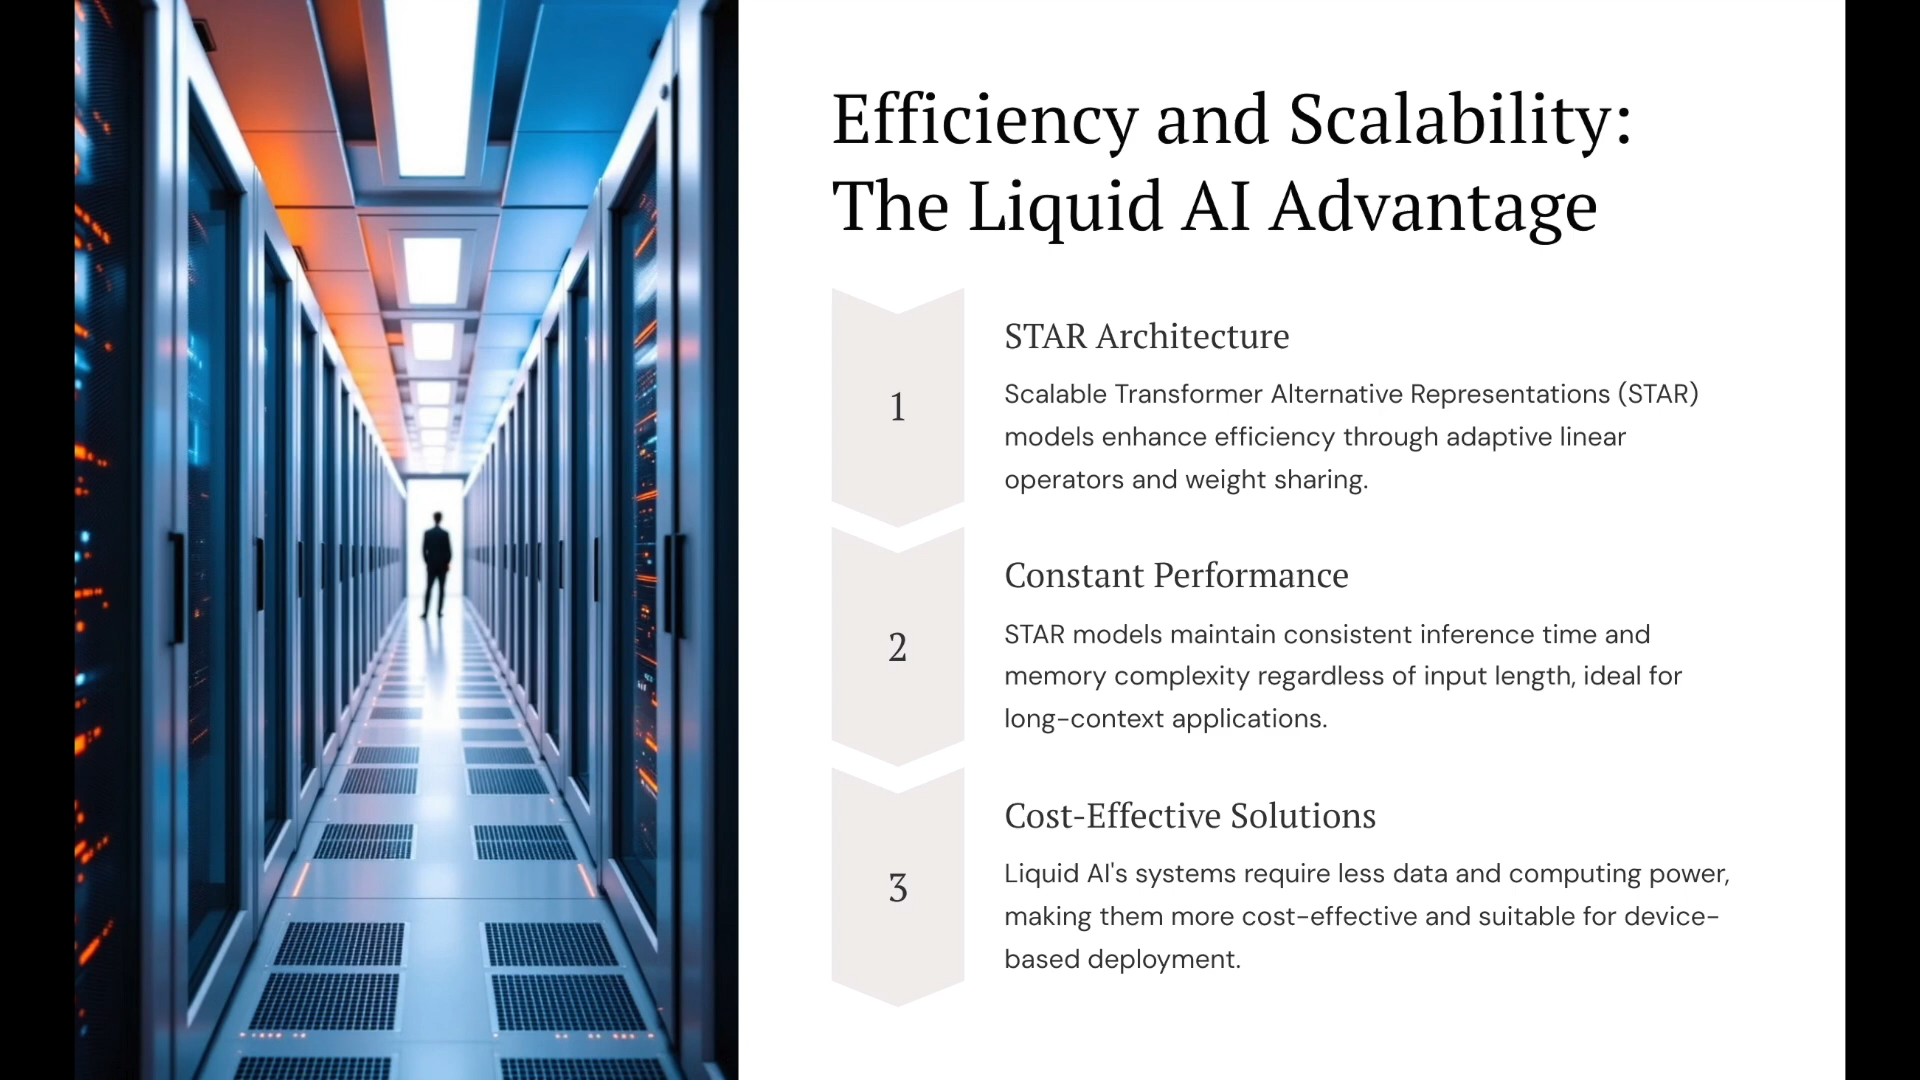 Efficiency and Scalability:
The Liquid AI Advantage
1
STAR Architecture
Scalable Transformer Alternative Representations (STAR)
models enhance efficiency through adaptive linear
operators and weight sharing.
2
Constant Performance
STAR models maintain consistent inference time and
memory complexity regardless of input length, ideal for
long-context applications.
3
Cost-Effective Solutions
Liquid AI's systems require less data and computing power,
making them more cost-effective and suitable for device-
based deployment.